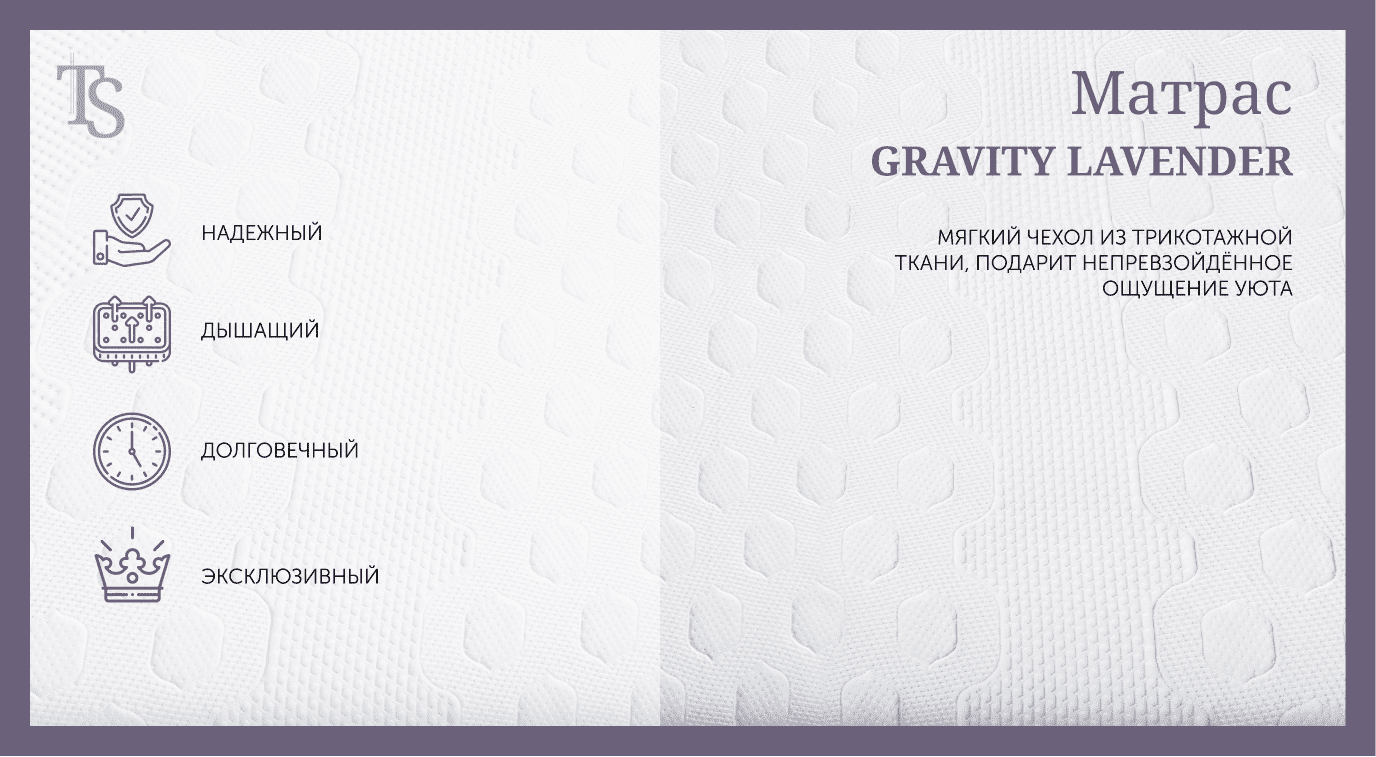 TS
Матрас
GRAVITY LAVENDER
МЯГКИЙ ЧЕХОЛ ИЗ ТРИКОТАЖНОЙ
ТКАНИ, ПОДАРИТ НЕПРЕВЗОЙДЁННОЕ
ОЩУЩЕНИЕ УЮТА
НАДЕЖНЫЙ
ДЫШАЩИЙ
ДОЛГОВЕЧНЫЙ
ЭКСКЛЮЗИВНЫЙ